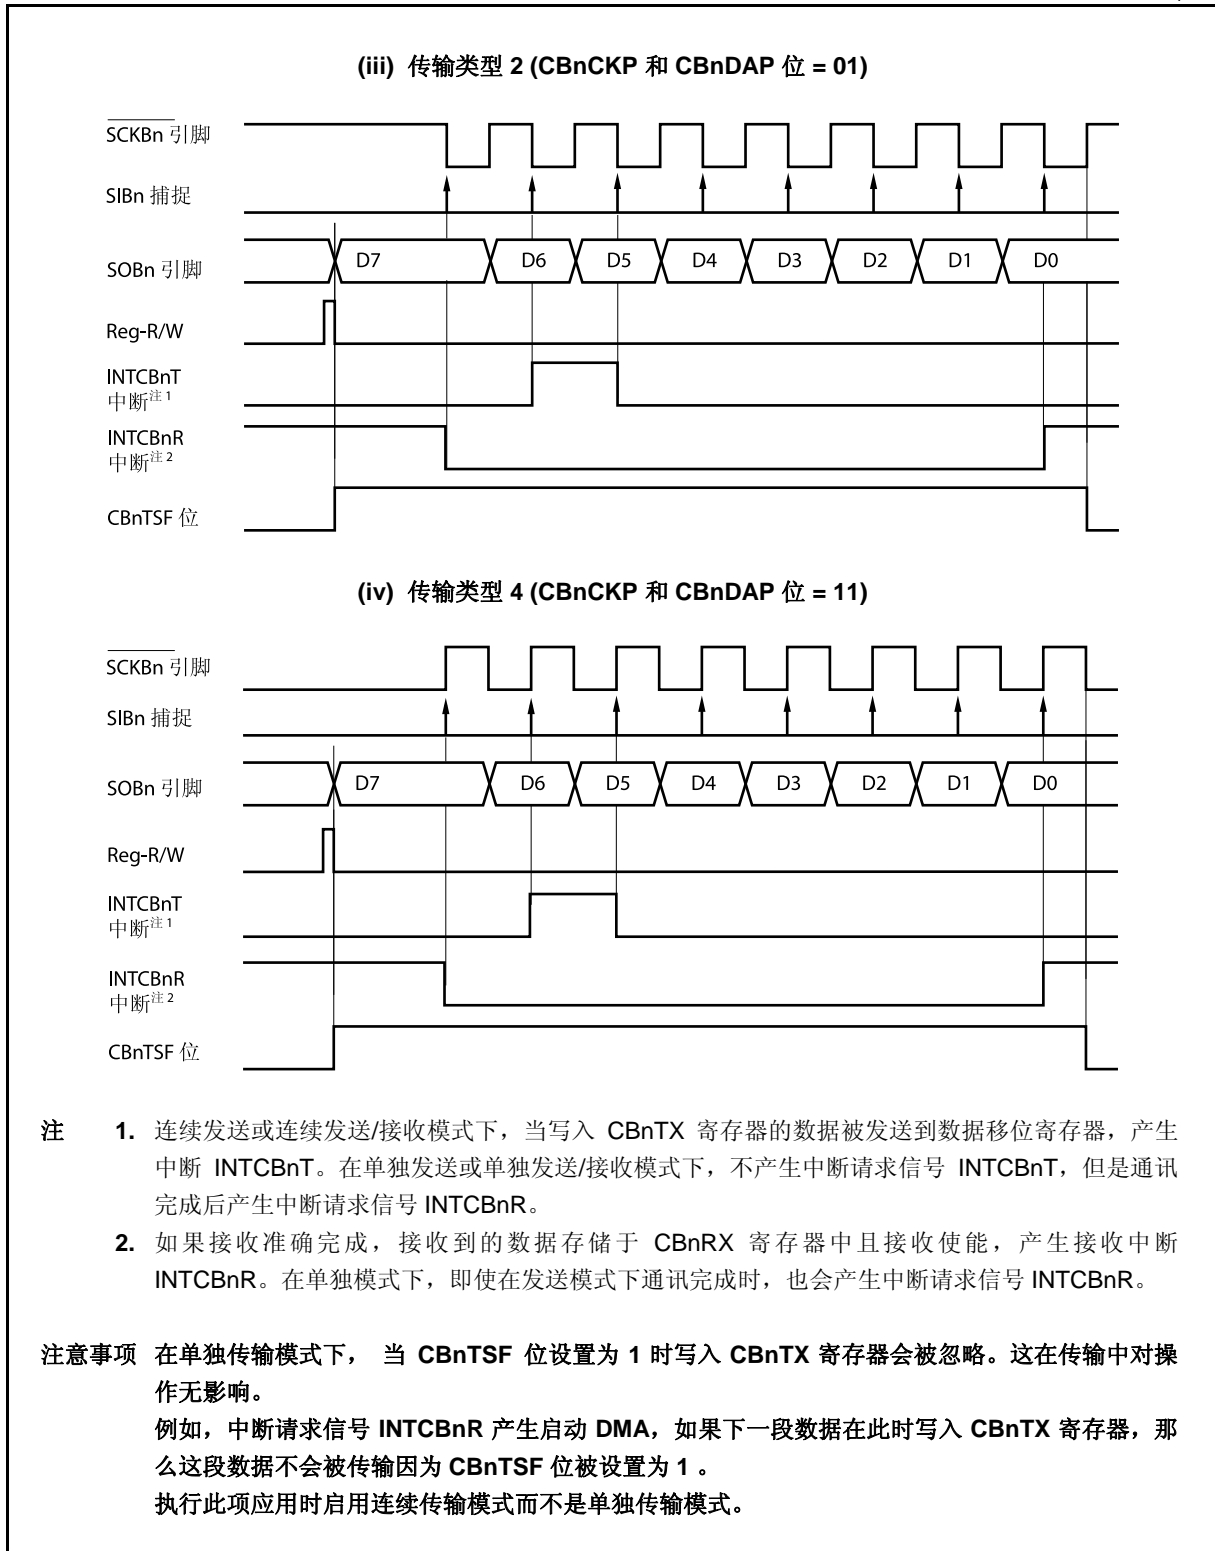 (iii) 传输类型 2 (CBnCKP 和 CBnDAP 位 = 01)
SCKBn 引脚
SIBn 捕捉
SOBn 引脚
D7 D6 D5 D4 D3 D2 D1 D0
Reg-R/W
INTCBnT
中断注 1
INTCBnR
中断注 2
CBnTSF 位
(iv) 传输类型 4 (CBnCKP 和 CBnDAP 位 = 11)
SCKBn 引脚
SIBn 捕捉
SOBn 引脚
D7 D6 D5 D4 D3 D2 D1 D0
Reg-R/W
INTCBnT
中断注 1
INTCBnR
中断注 2
CBnTSF 位
注 1. 连续发送或连续发送/接收模式下，当写入 CBnTX 寄存器的数据被发送到数据移位寄存器，产生
中断 INTCBnT。在单独发送或单独发送/接收模式下，不产生中断请求信号 INTCBnT，但是通讯
完成后产生中断请求信号 INTCBnR。
2. 如果接收准确完成，接收到的数据存储于 CBnRX 寄存器中且接收使能，产生接收中断
INTCBnR。在单独模式下，即使在发送模式下通讯完成时，也会产生中断请求信号 INTCBnR。
注意事项 在单独传输模式下， 当 CBnTSF 位设置为 1 时写入 CBnTX 寄存器会被忽略。这在传输中对操
作无影响。
例如，中断请求信号 INTCBnR 产生启动 DMA，如果下一段数据在此时写入 CBnTX 寄存器，那
么这段数据不会被传输因为 CBnTSF 位被设置为 1 。
执行此项应用时启用连续传输模式而不是单独传输模式。